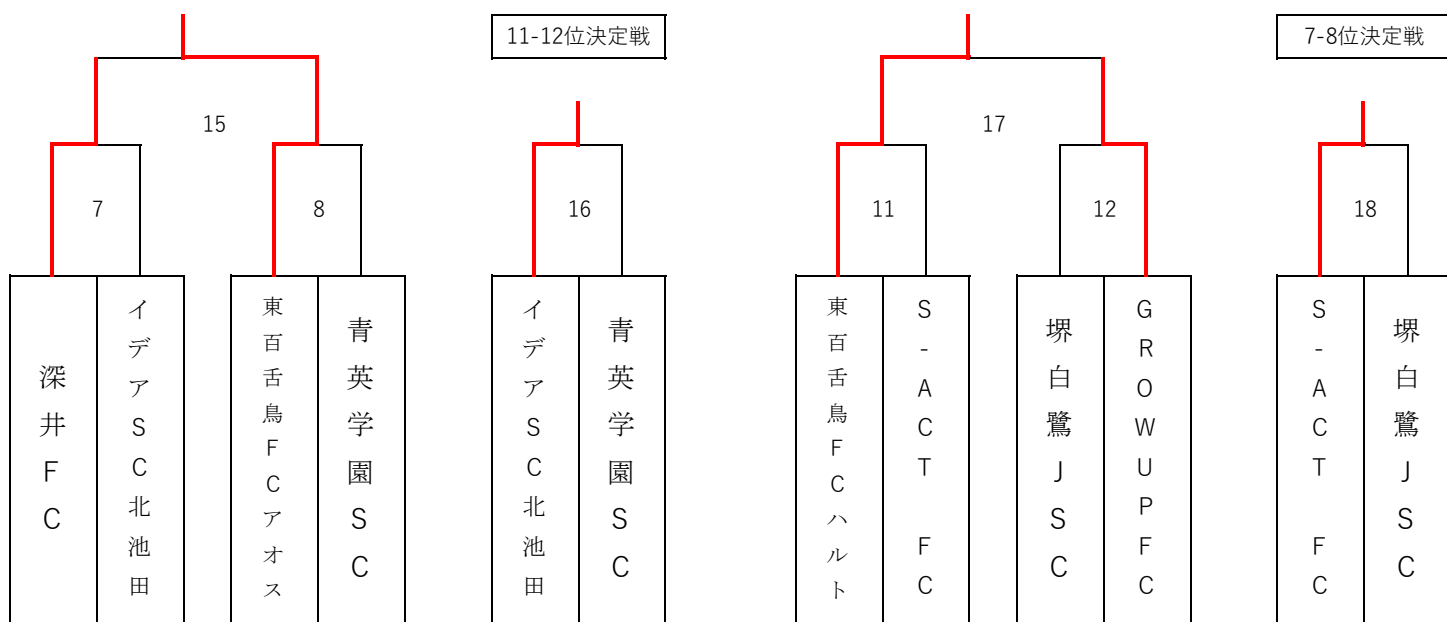 11-12位決定戦
7-8位決定戦
15
17
7
8
16
11
12
18
深井FC
イデアSC北池田
東百舌鳥FCアオス
青英学園SC
イデアSC北池田
青英学園SC
東百舌鳥FCハルト
S-ACT FC
堺白鷺JSC
GROWUPFC
S-ACT FC
堺白鷺JSC